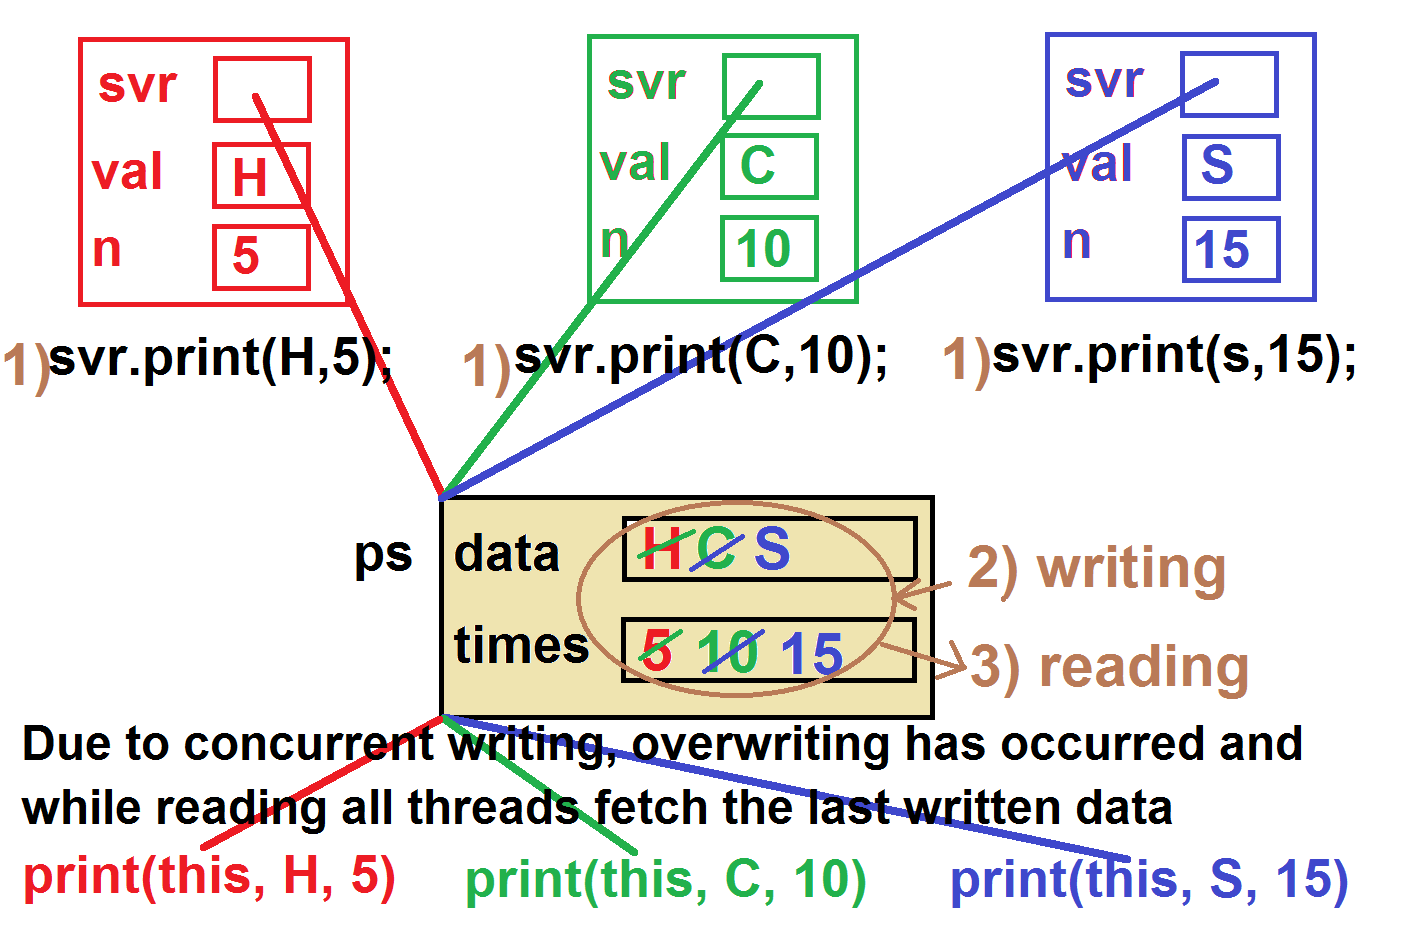 svr
val H
n 5
svr
val C
n 10
svr
val S
n 15
1)svr.print(H,5);
1)svr.print(C,10);
1)svr.print(s,15);
ps
data H C S
times 5 10 15
2) writing
3) reading
Due to concurrent writing, overwriting has occurred and
while reading all threads fetch the last written data
print(this, H, 5)
print(this, C, 10)
print(this, S, 15)